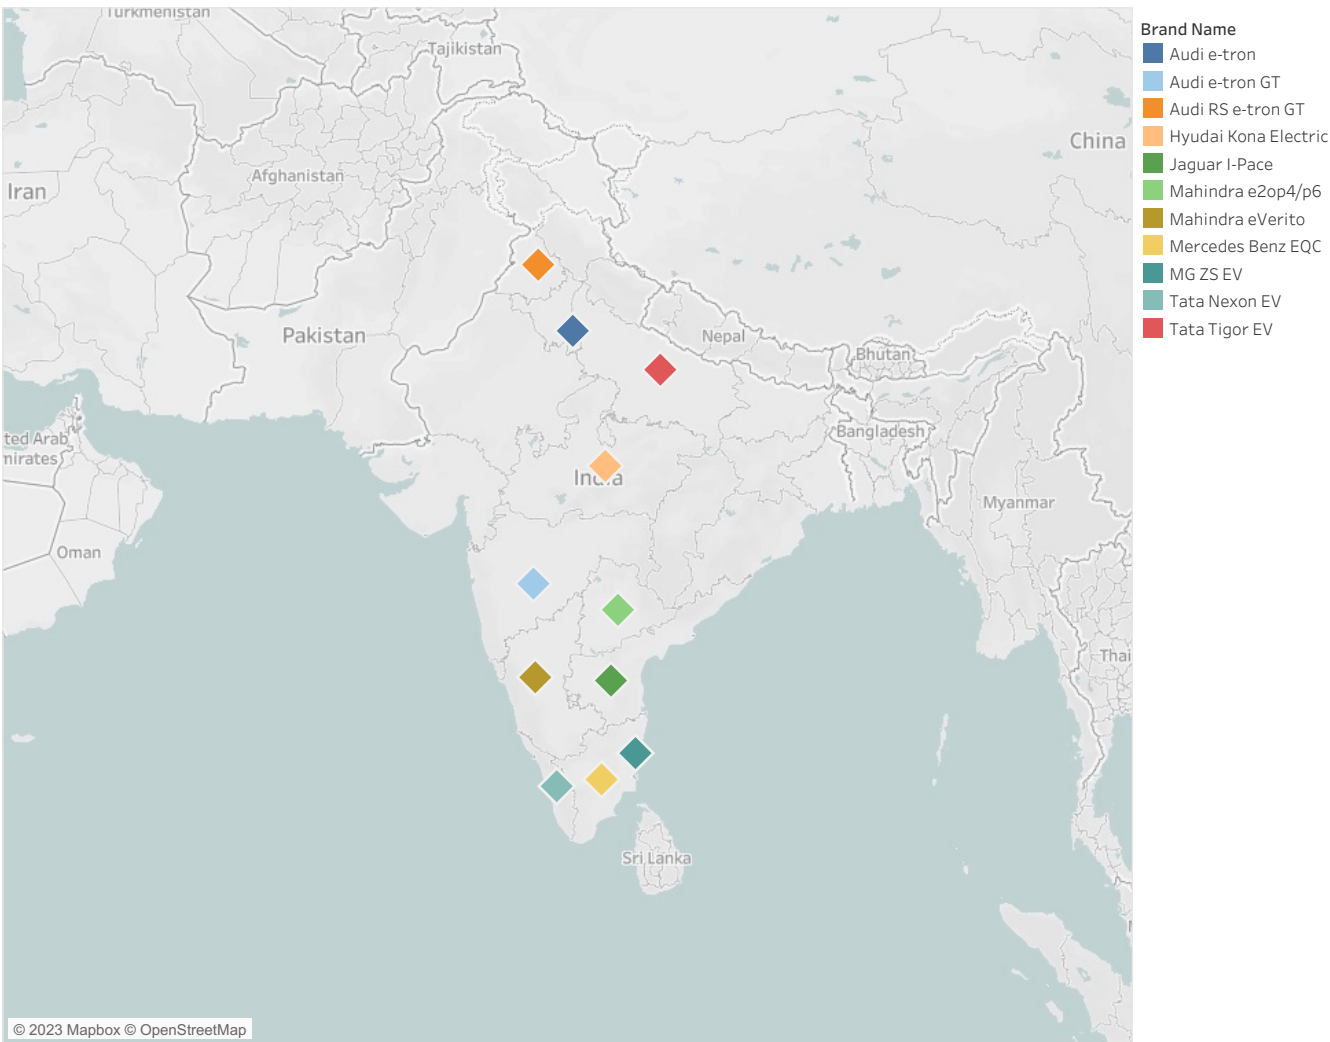 Turkmenistan
Tajikistan
China
Afghanistan
Iran
Pakistan
Nepal
Bhutan
Bangladesh
ted Arab
mirates
India
Myanmar
Oman
Thai
Sri Lanka
© 2023 Mapbox © OpenStreetMap
Brand Name
Audi e-tron
Audi e-tron GT
Audi RS e-tron GT
Hyudai Kona Electric
Jaguar I-Pace
Mahindra e2op4/p6
Mahindra eVerito
Mercedes Benz EQC
MG ZS EV
Tata Nexon EV
Tata Tigor EV